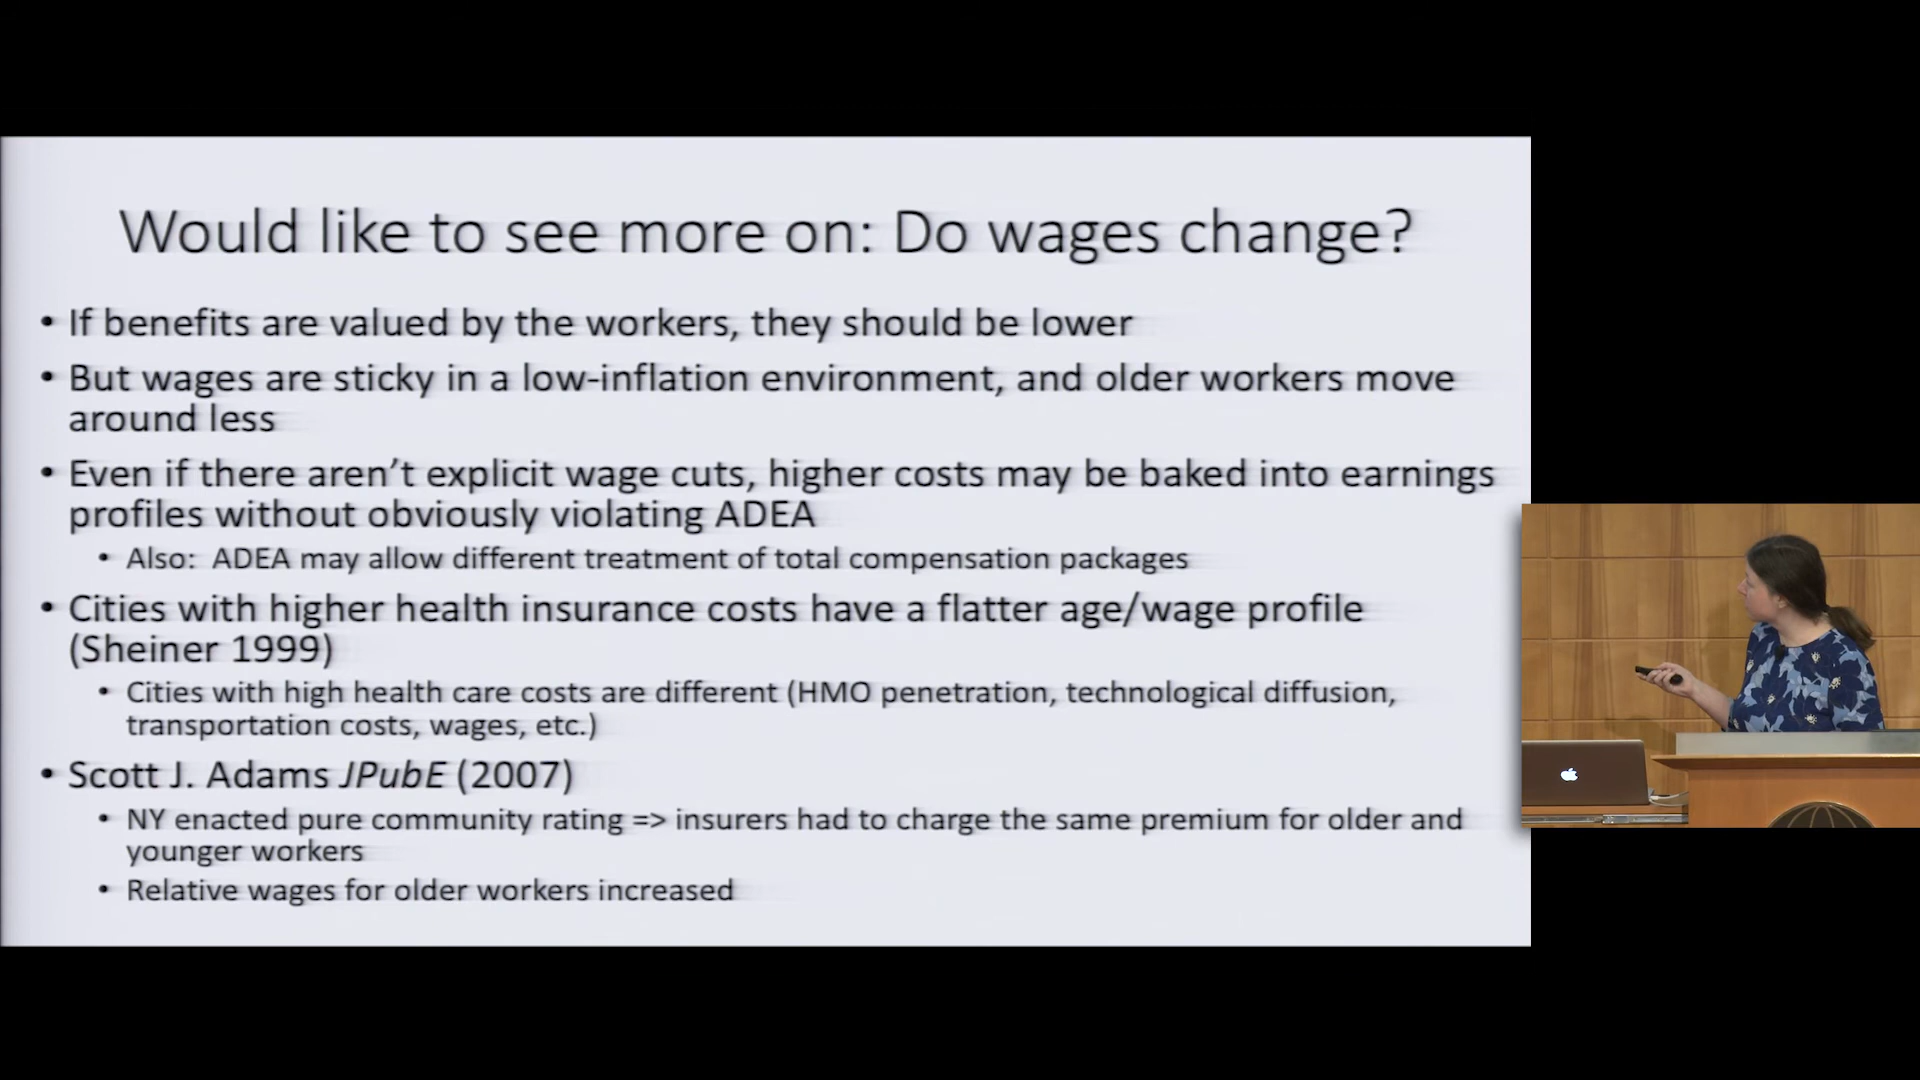 Would like to see more on: Do wages change?
• If benefits are valued by the workers, they should be lower
• But wages are sticky in a low-inflation environment, and older workers move
around less
• Even if there aren’t explicit wage cuts, higher costs may be baked into earnings
profiles without obviously violating ADEA
• Also: ADEA may allow different treatment of total compensation packages
• Cities with higher health insurance costs have a flatter age/wage profile
(Sheiner 1999)
• Cities with high health care costs are different (HMO penetration, technological diffusion,
transportation costs, wages, etc.)
• Scott J. Adams JPubE (2007)
• NY enacted pure community rating => insurers had to charge the same premium for older and
younger workers
• Relative wages for older workers increased